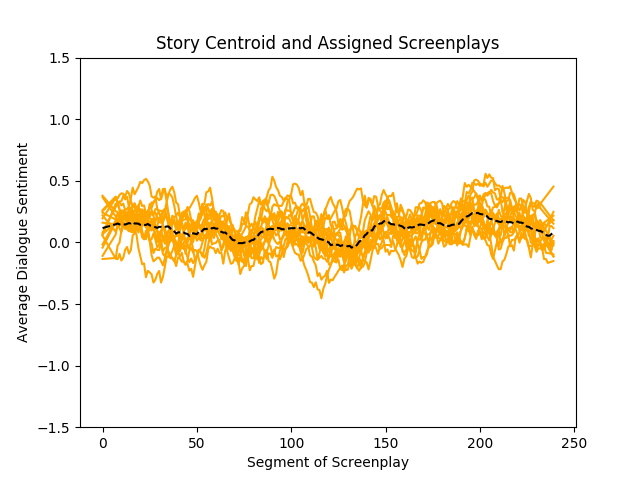 Story Centroid and Assigned Screenplays
1.5
1.0
0.5
0.0
−0.5
−1.0
−1.5
Average Dialogue Sentiment
0 50 100 150 200 250
Segment of Screenplay